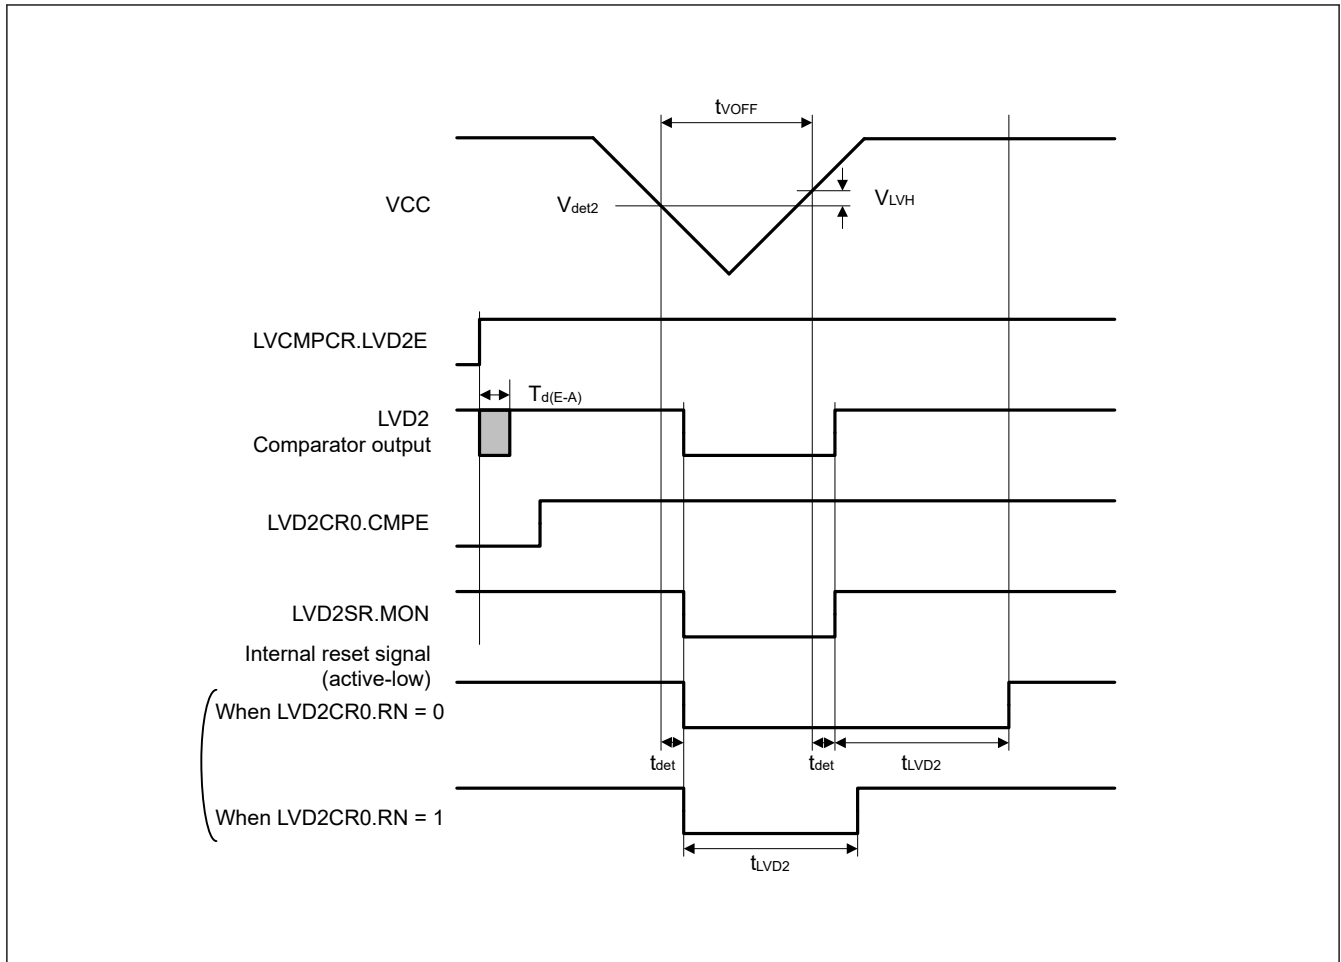 tVOFF
VCC
Vdet2
VLVH
LVCMPCR.LVD2E
Td(E-A)
LVD2
Comparator output
LVD2CR0.CMPE
LVD2SR.MON
Internal reset signal
(active-low)
When LVD2CR0.RN = 0
tdet
tdet
tLVD2
When LVD2CR0.RN = 1
tLVD2